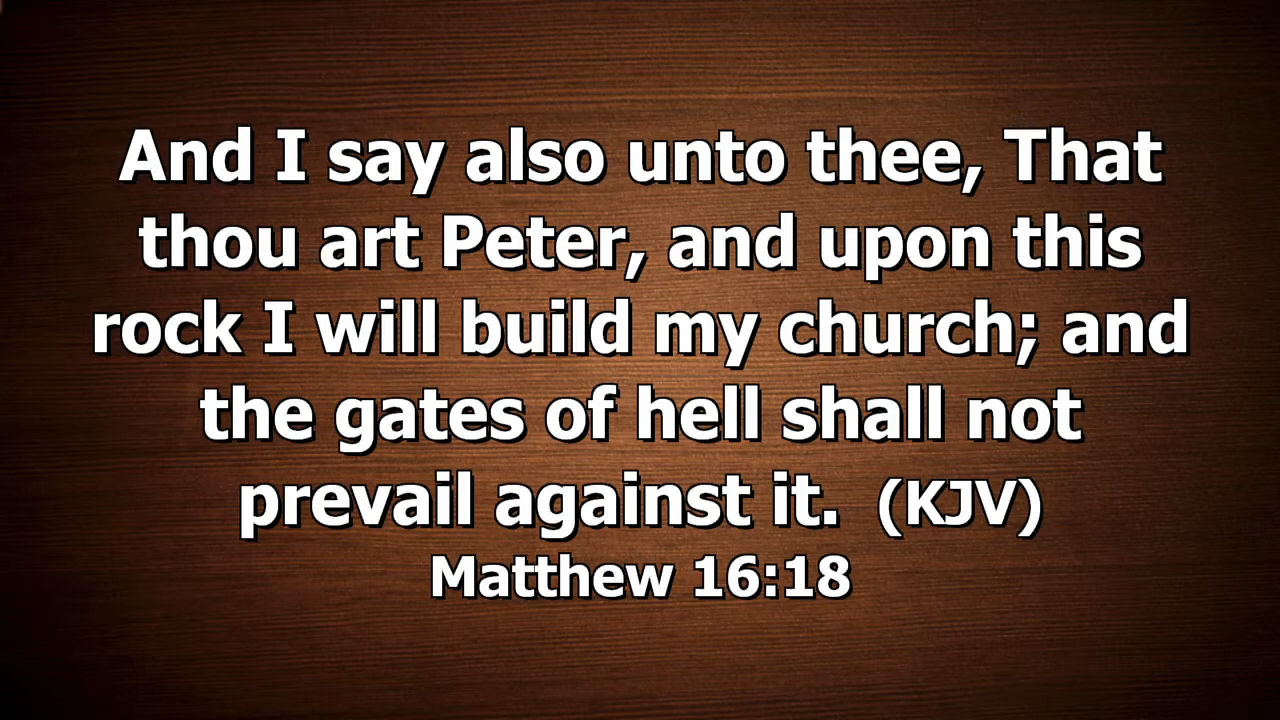 And I say also unto thee, That
thou art Peter, and upon this
rock I will build my church; and
the gates of hell shall not
prevail against it.  (KJV)
Matthew 16:18